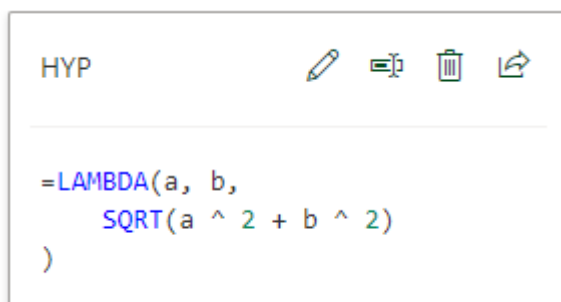 HYP
=LAMBDA(a, b,
    SQRT(a ^ 2 + b ^ 2)
)